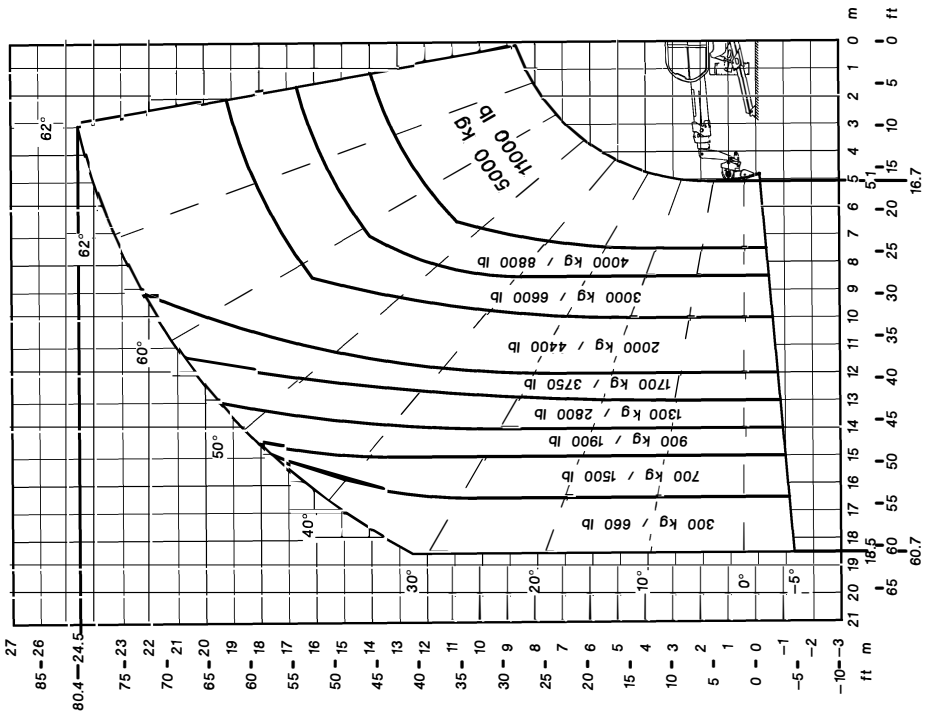 m ft
0 - 0
1
- 5
2
3
- 10
4
- 15
5
5.1 16.7
6
- 20
7
- 25
8
9
- 30
10
- 35
11
12
- 40
13
- 45
14
15
- 50
16
- 55
17
18
18.5 60 60.7
19
- 65
20
21
62°
62°
60°
50°
40°
30°
20°
10°
0°
-5°
5000 kg
11000 lb
4000 kg / 8800 lb
3000 kg / 6600 lb
2000 kg / 4400 lb
1700 kg / 3750 lb
1300 kg / 2800 lb
900 kg / 1900 lb
700 kg / 1500 lb
300 kg / 660 lb
27
85 - 26
80.4 - 24.5
75 - 23
22
70 - 21
65 - 20
19
60 - 18
17
55 - 16
50 - 15
14
45 - 13
40 - 12
11
35 - 10
9
30
8
25
7
20 - 6
5
15
4
10 - 3
2
5
1
0 - 0
-1
-5
-2
-10 - -3
ft m